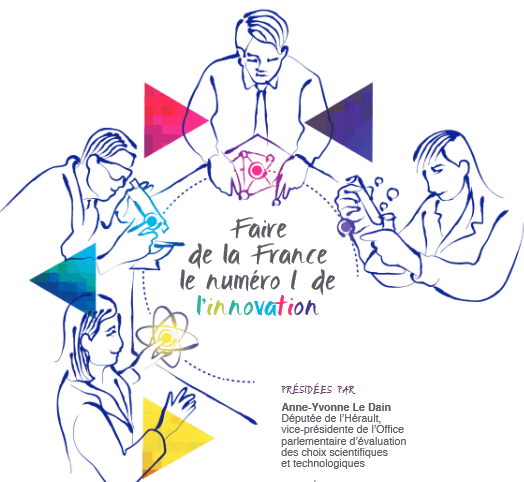 Faire
de la France
le numéro 1 de
l'innovation
PRÉSIDÉES PAR
Anne-Yvonne Le Dain
Députée de l'Hérault,
vice-présidente de l'Office
parlementaire d'évaluation
des choix scientifiques
et technologiques